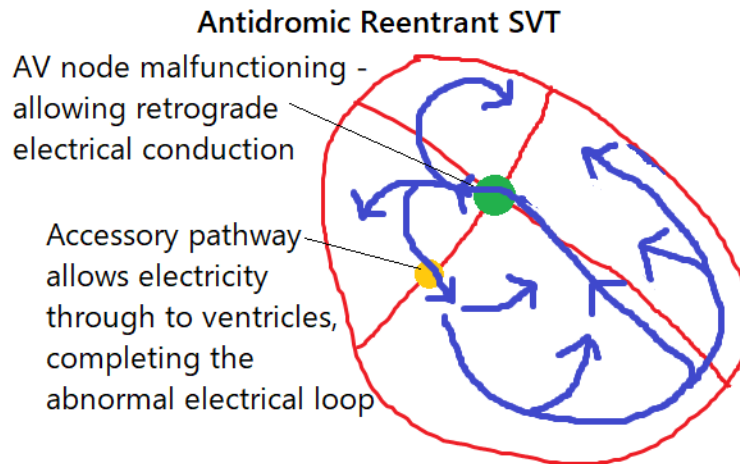 Antidromic Reentrant SVT
AV node malfunctioning -
allowing retrograde
electrical conduction
Accessory pathway
allows electricity
through to ventricles,
completing the
abnormal electrical loop